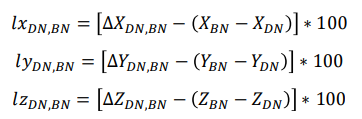 lx_{DN,BN} = [ΔX_{DN,BN} − (X_{BN} − X_{DN})] * 100
ly_{DN,BN} = [ΔY_{DN,BN} − (Y_{BN} − Y_{DN})] * 100
lz_{DN,BN} = [ΔZ_{DN,BN} − (Z_{BN} − Z_{DN})] * 100